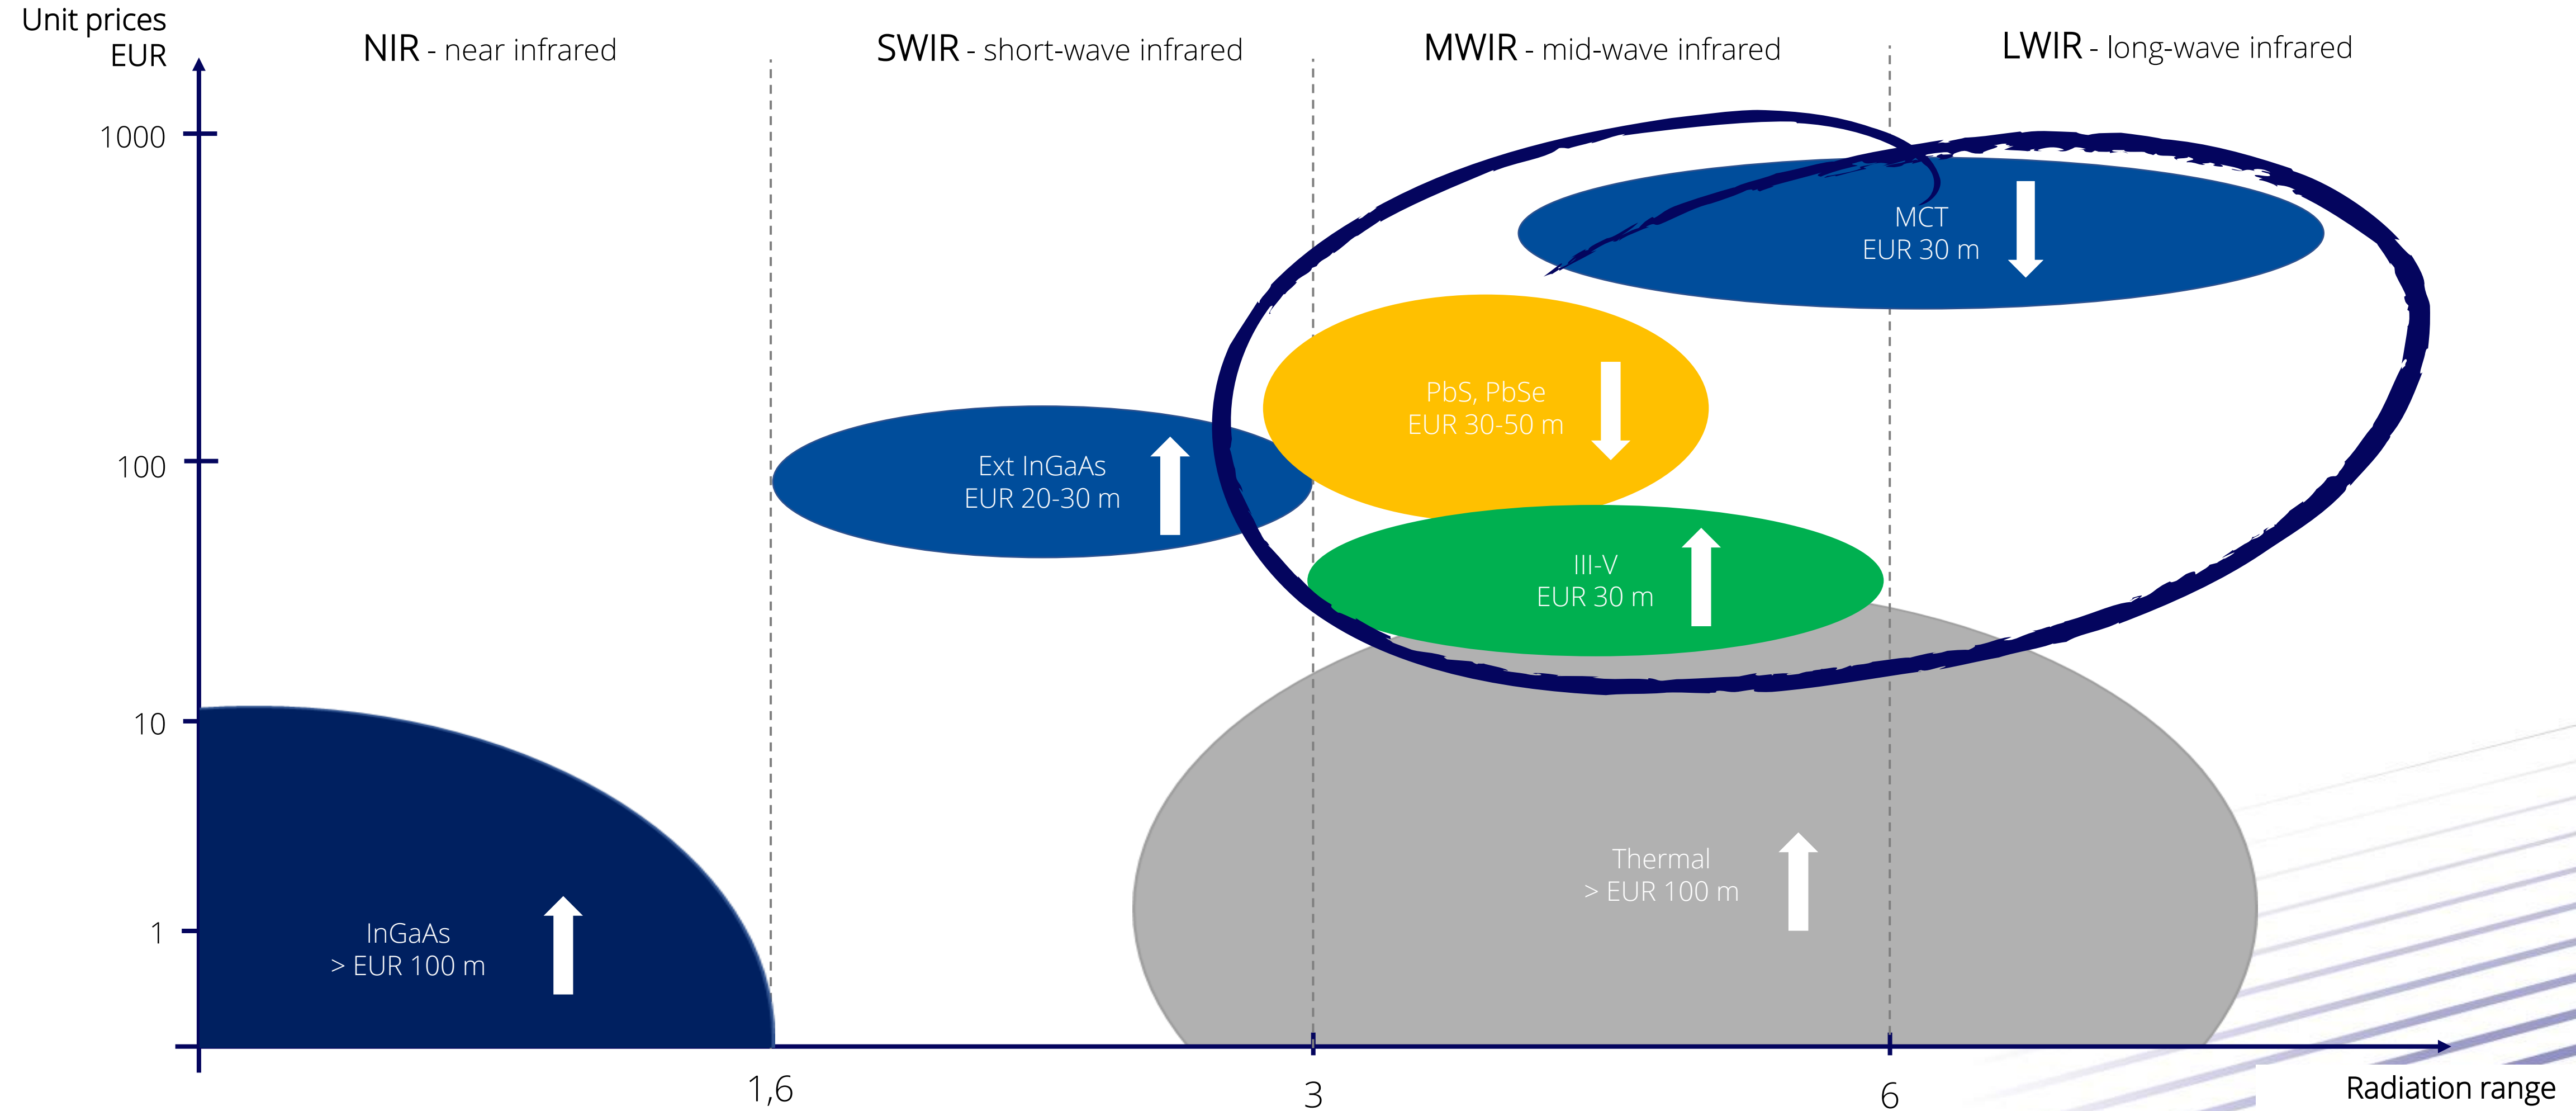 Unit prices
EUR
NIR - near infrared
SWIR - short-wave infrared
MWIR - mid-wave infrared
LWIR - long-wave infrared
1000
100
10
1
MCT
EUR 30 m
PbS, PbSe
EUR 30-50 m
Ext InGaAs
EUR 20-30 m
III-V
EUR 30 m
Thermal
> EUR 100 m
InGaAs
> EUR 100 m
1,6
3
6
Radiation range